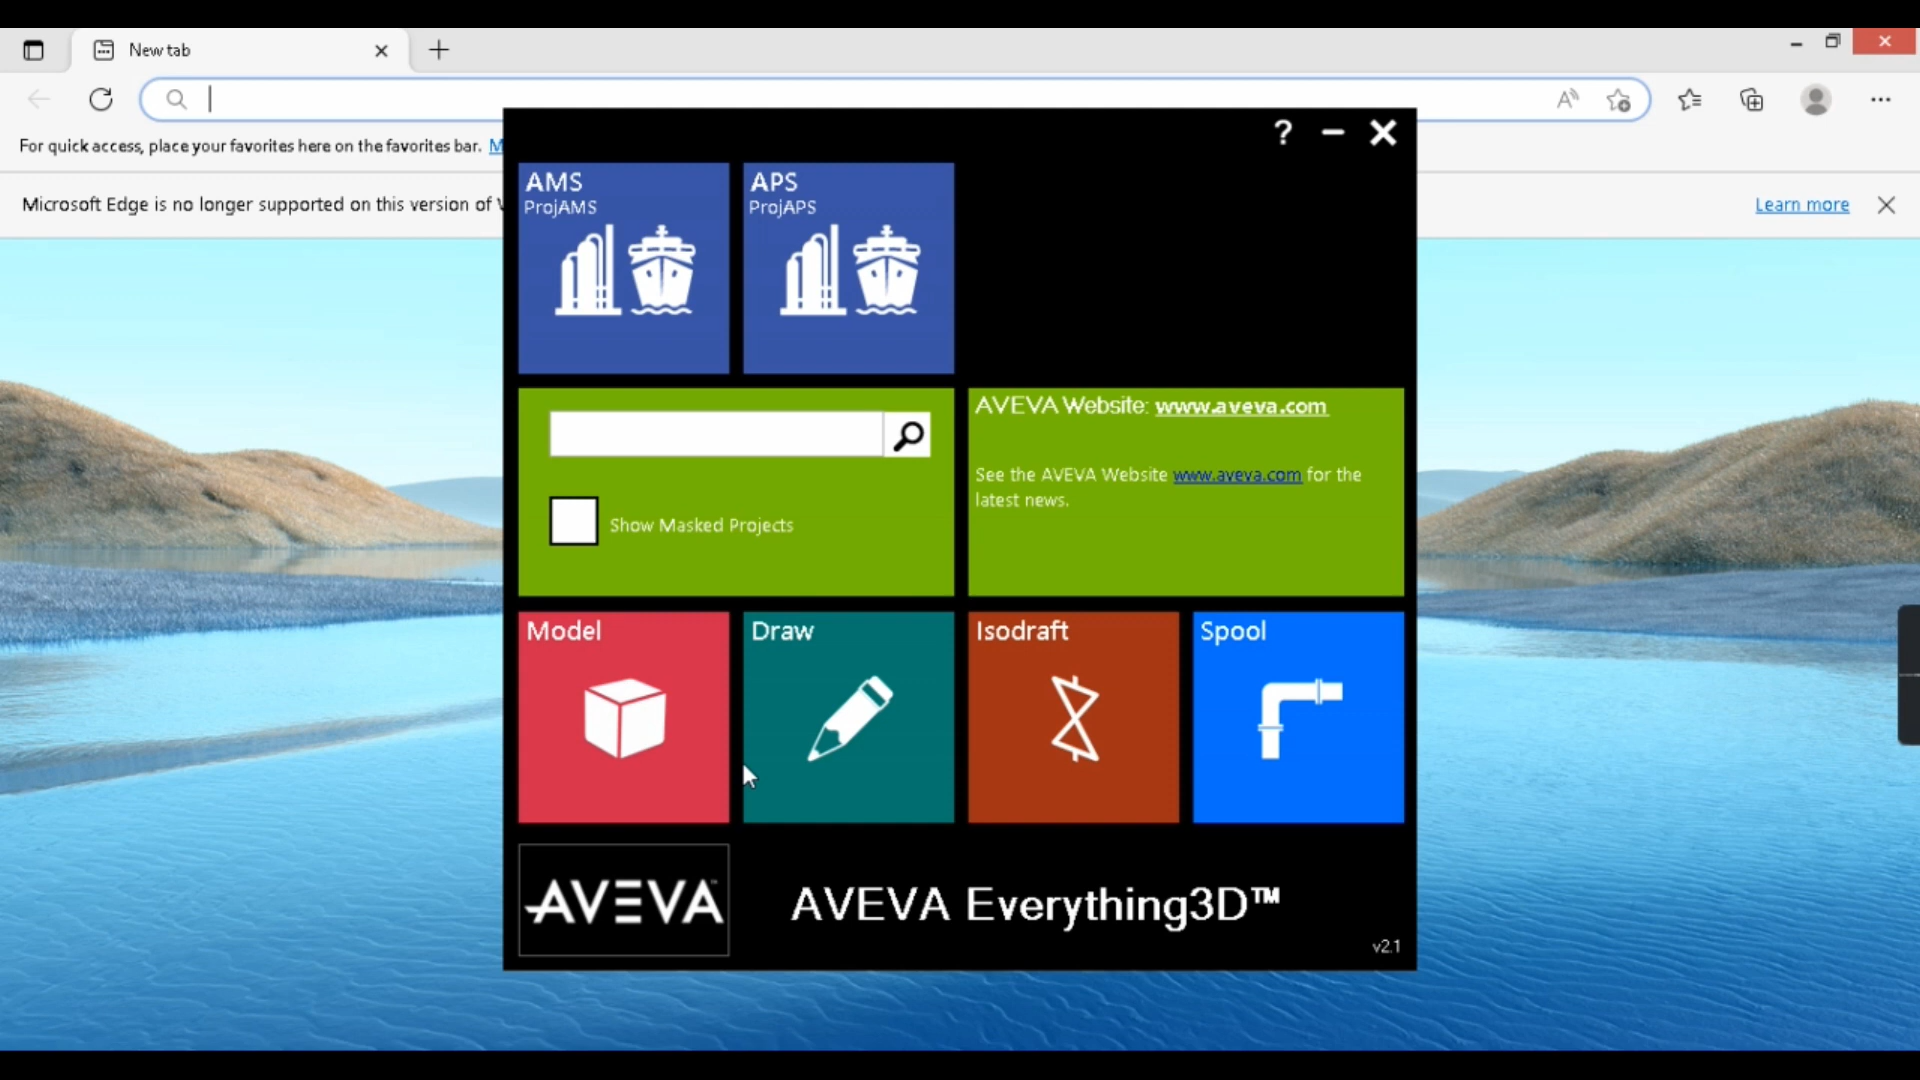 New tab
For quick access, place your favorites here on the favorites bar.
Microsoft Edge is no longer supported on this version of
Learn more
AMS
ProjAMS
APS
ProjAPS
AVEVA Website: www.aveva.com
See the AVEVA Website www.aveva.com for the
latest news.
Show Masked Projects
Model
Draw
Isodraft
Spool
AVEVA
AVEVA Everything3D™
v2.1